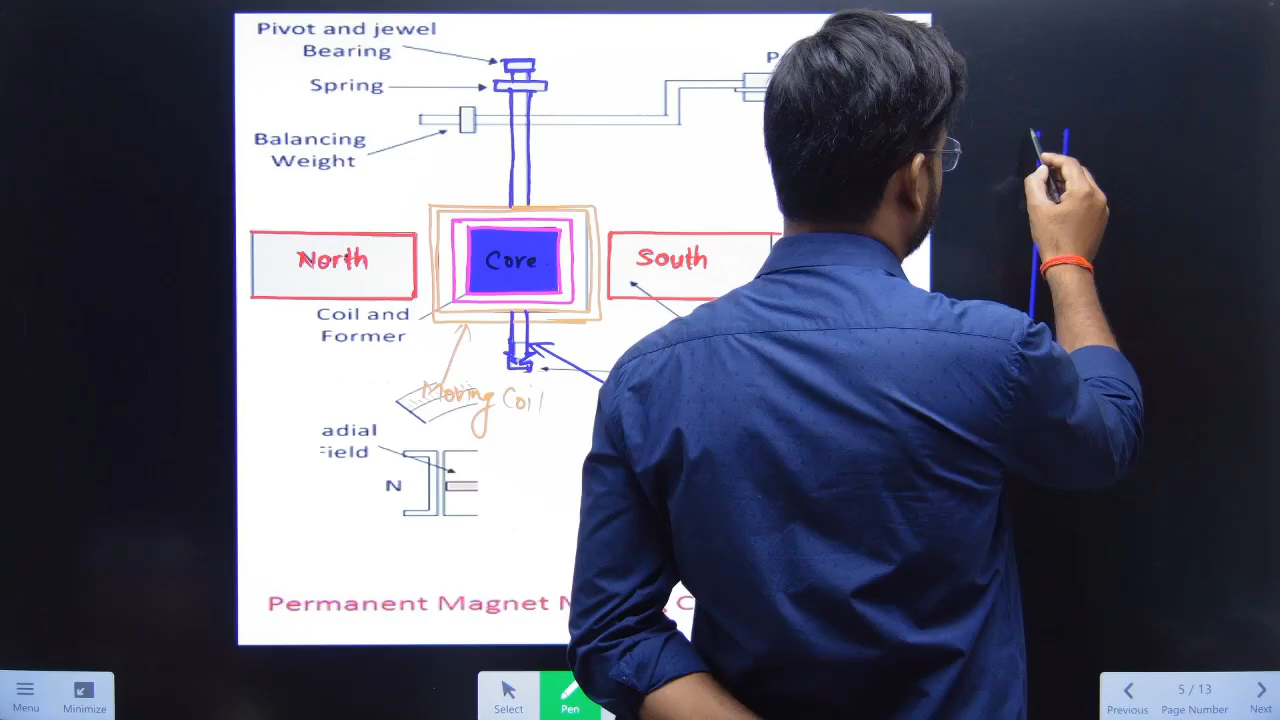 Pivot and jewel
Bearing
Spring
Balancing
Weight
North
Core
South
Coil and
Former
Moving Coil
adial
Field
N
Permanent Magnet
Menu
Minimize
Select
Pen
Previous
5 / 13
Page Number
Next